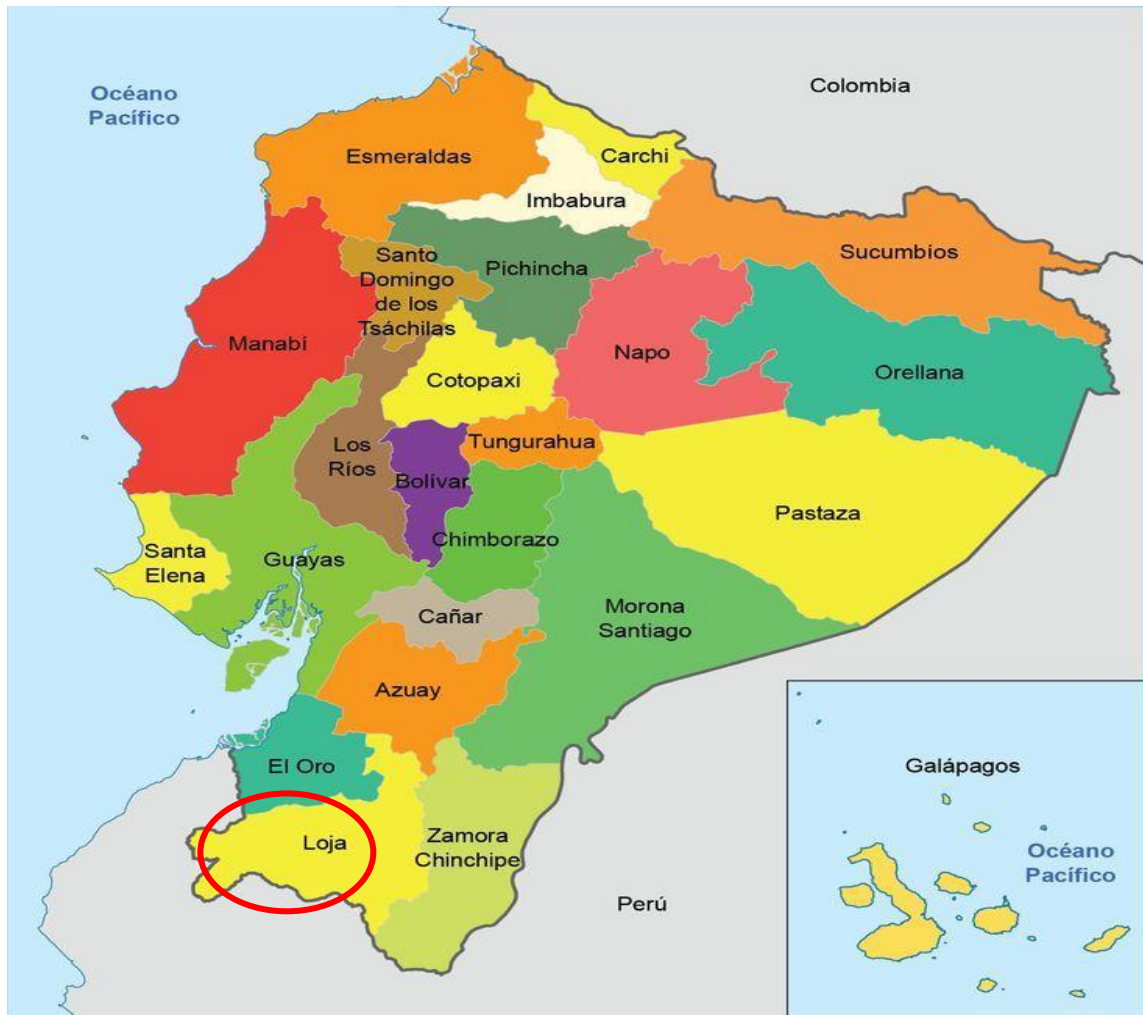 Océano
Pacífico
Colombia
Esmeraldas
Carchi
Imbabura
Sucumbíos
Santo
Domingo
de los
Tsáchilas
Pichincha
Manabí
Napo
Orellana
Cotopaxi
Los
Ríos
Bolívar
Tungurahua
Pastaza
Chimborazo
Santa
Elena
Guayas
Cañar
Morona
Santiago
Azuay
El Oro
Galápagos
Loja
Zamora
Chinchipe
Océano
Pacífico
Perú